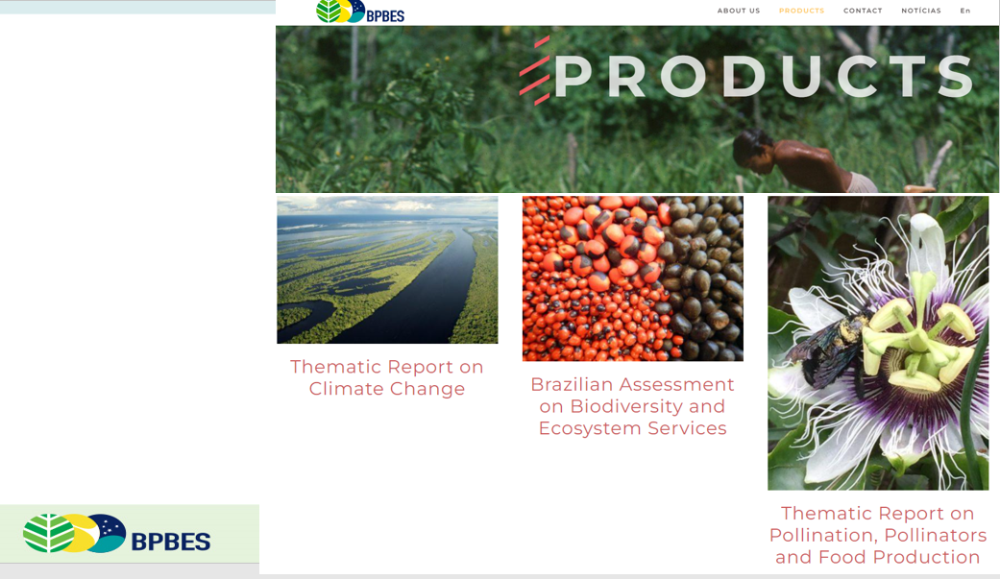 BPBES
ABOUT US PRODUCTS CONTACT NOTÍCIAS En
PRODUCTS
Thematic Report on
Climate Change
Brazilian Assessment
on Biodiversity and
Ecosystem Services
Thematic Report on
Pollination, Pollinators
and Food Production
BPBES